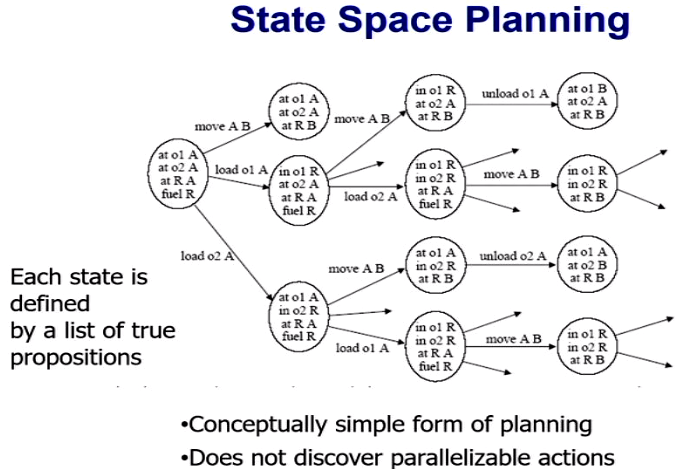 State Space Planning
at o1 A
at o2 A
at R A
fuel R
move A B
load o1 A
load o2 A
at o1 A
at o2 A
at R B
in o1 R
at o2 A
at R A
fuel R
move A B
load o2 A
in o1 R
at o2 A
at R B
unload o1 A
at o1 B
at o2 A
at R B
in o1 R
in o2 R
at R A
fuel R
move A B
in o1 R
in o2 R
at R B
at o1 A
in o2 R
at R A
fuel R
move A B
load o1 A
at o1 A
in o2 R
at R B
unload o2 A
at o1 A
at o2 B
at R B
in o1 R
in o2 R
at R A
fuel R
move A B
in o1 R
in o2 R
at R B
Each state is
defined
by a list of true
propositions
•Conceptually simple form of planning
•Does not discover parallelizable actions